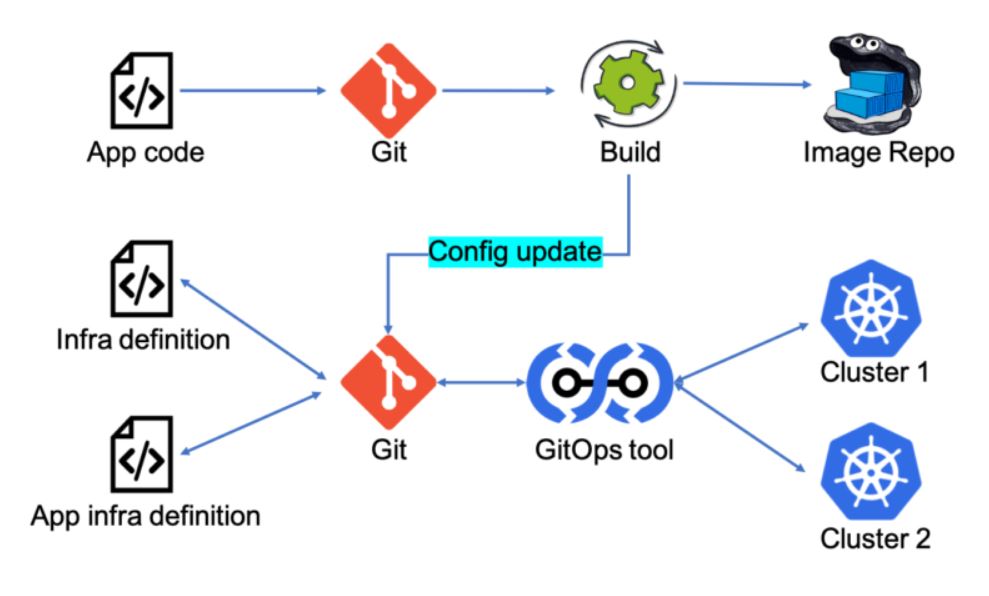 App code
Git
Build
Image Repo
Config update
Infra definition
Cluster 1
Git
GitOps tool
App infra definition
Cluster 2